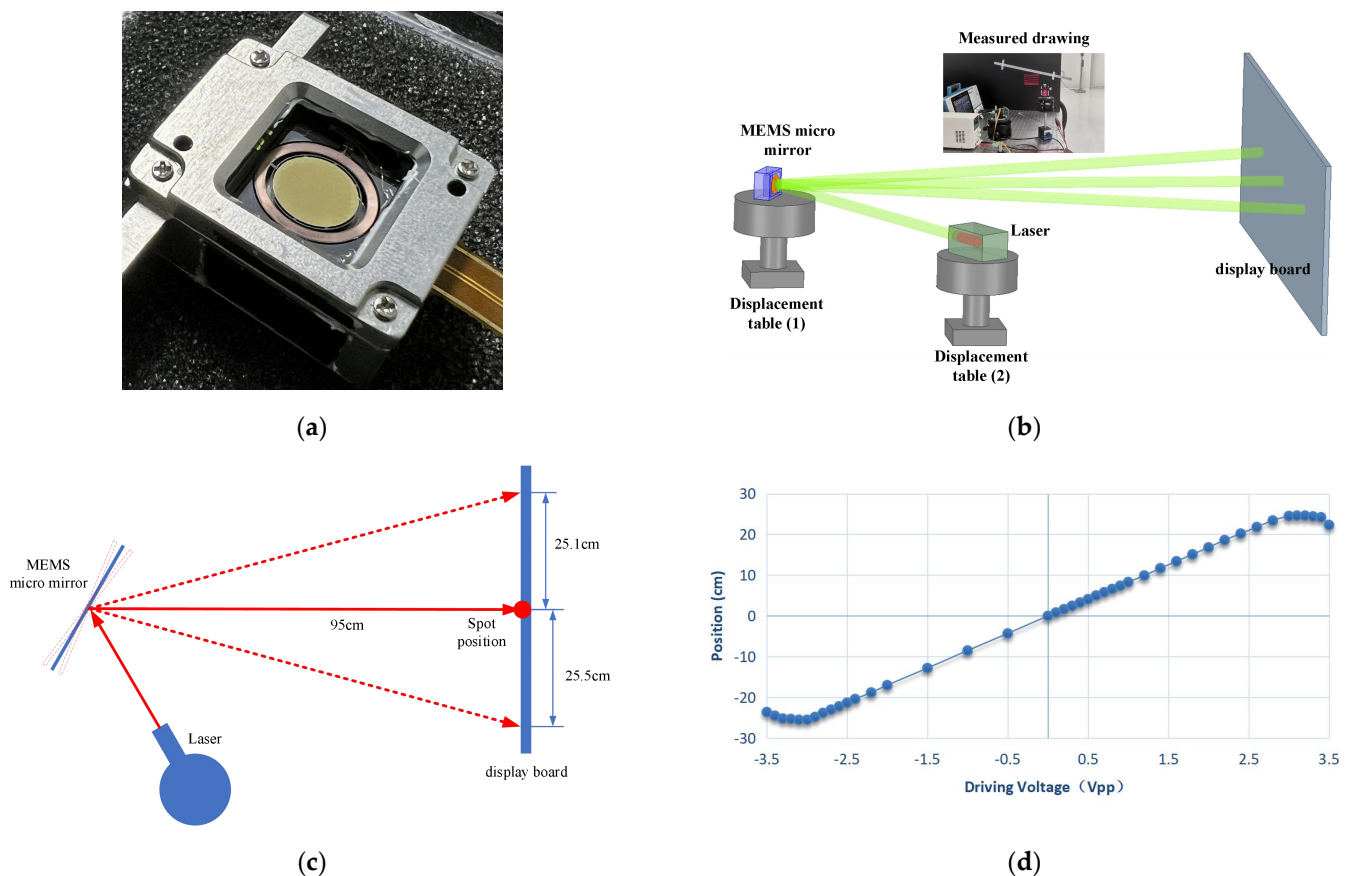 Measured drawing
MEMS micro
mirror
Laser
display board
Displacement
table (1)
Displacement
table (2)
(a)
(b)
MEMS
micro mirror
25.1cm
95cm
Spot
position
25.5cm
Laser
display board
(c)
30
20
10
0
-10
-20
-30
Position (cm)
-3.5 -2.5 -1.5 -0.5 0.5 1.5 2.5 3.5
Driving Voltage（Vpp）
(d)